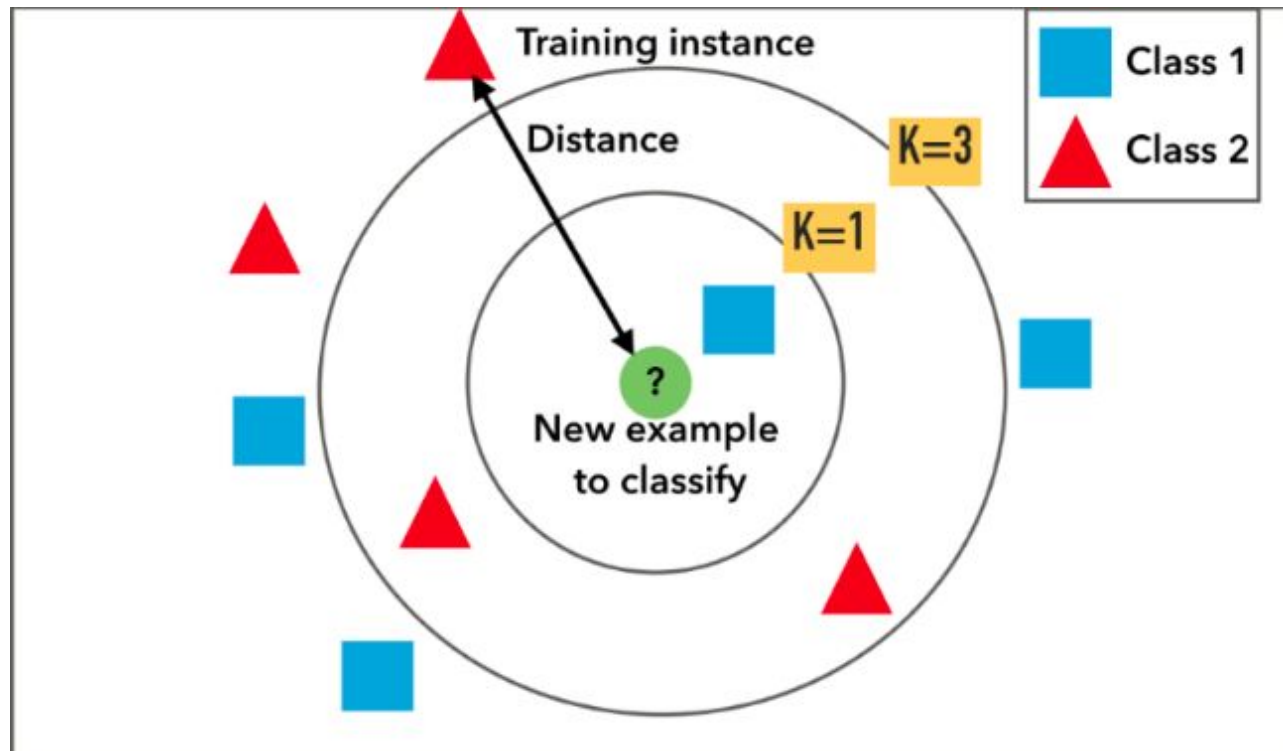 Training instance
Class 1
Distance
K=3
Class 2
K=1
?
New example
to classify